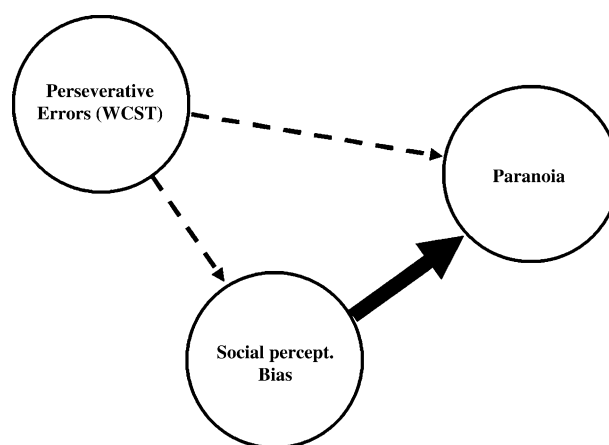 Perseverative
Errors (WCST)
Paranoia
Social percept.
Bias